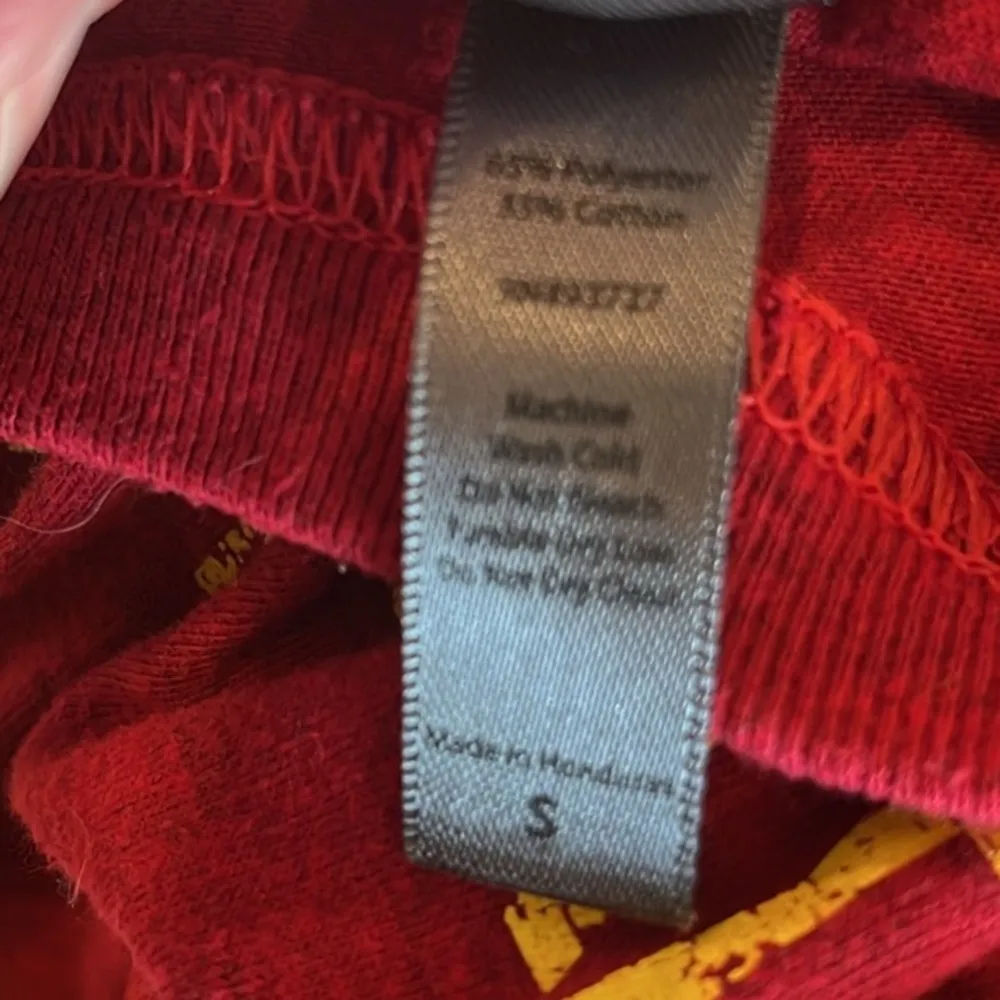 65% Polyester
35% Cotton
Machine
Wash Cold
Do Not Bleach
Tumble Dry Low
Do Not Dry Clean
Made in Honduras
S